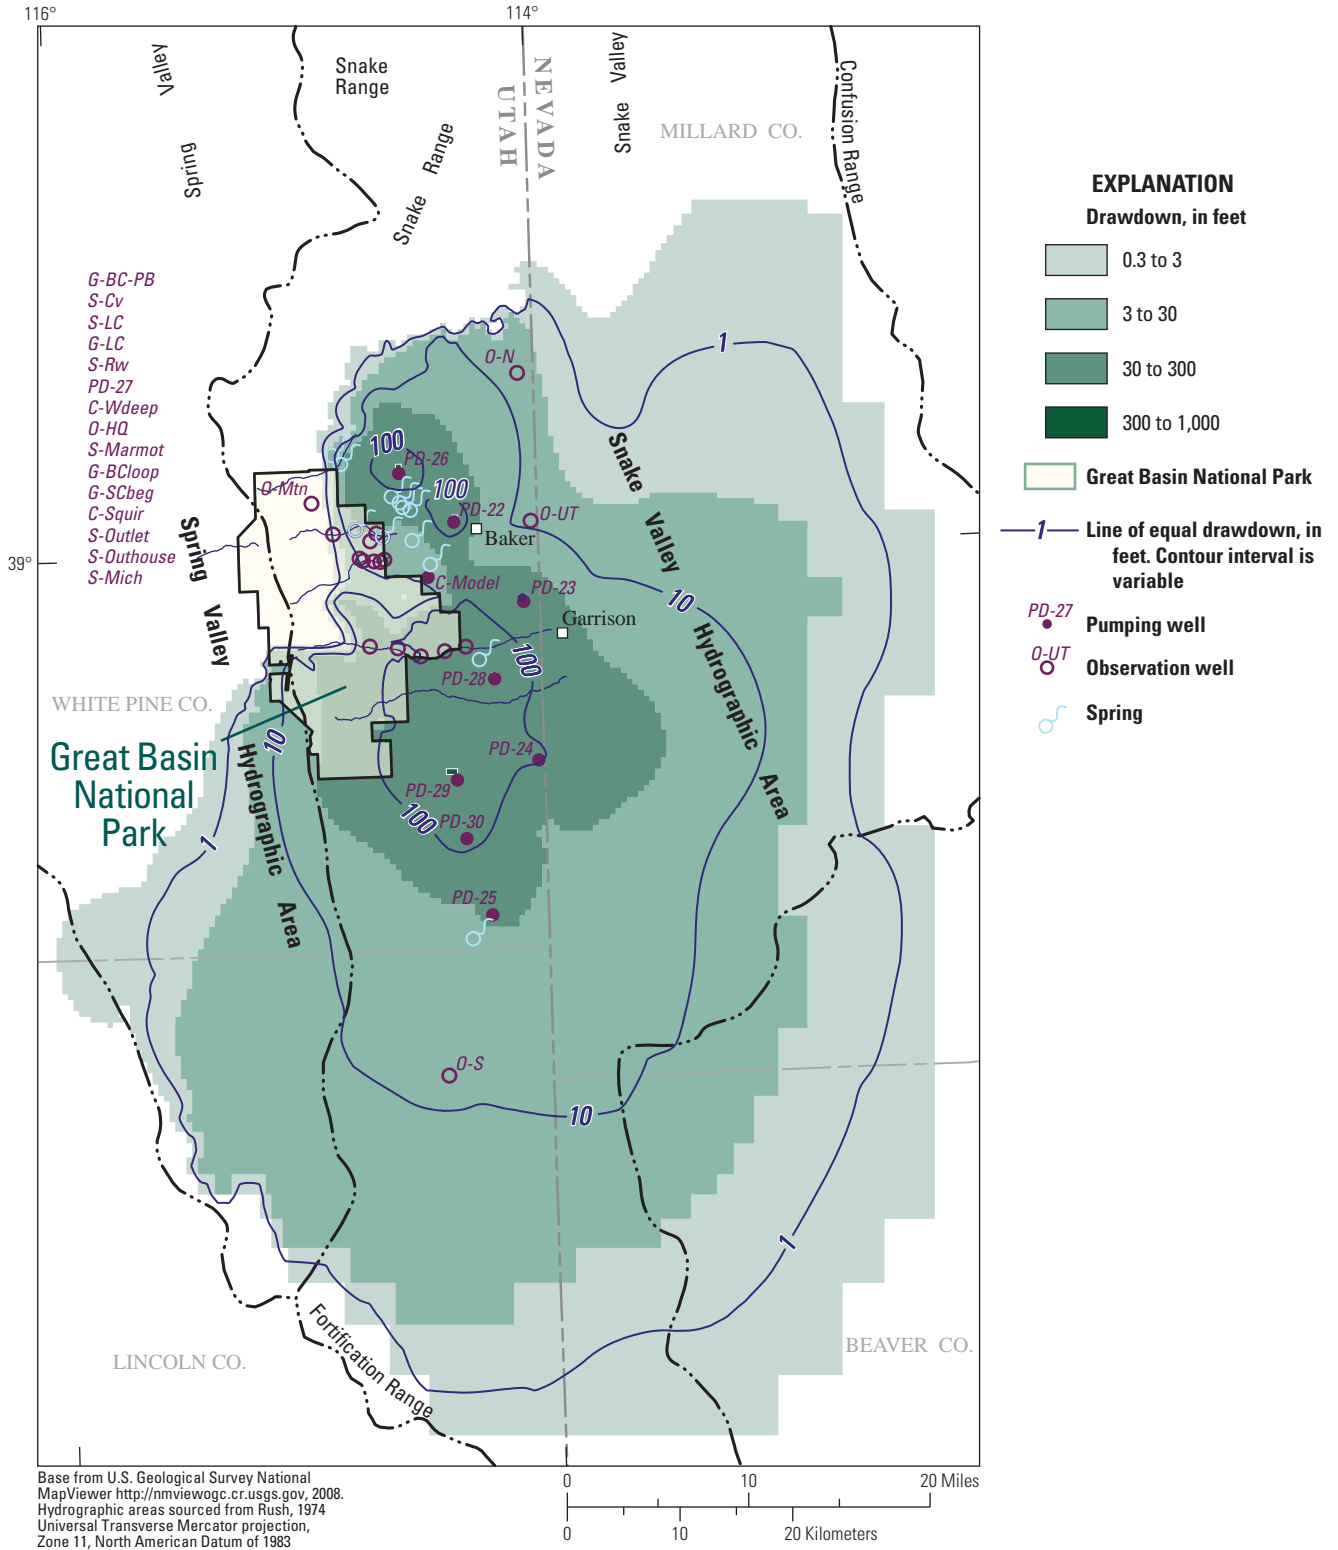 116°
114°
Valley
Spring
Snake
Range
Snake Range
NEVADA
UTAH
Snake Valley
MILLARD CO.
Confusion Range
EXPLANATION
Drawdown, in feet
0.3 to 3
3 to 30
30 to 300
300 to 1,000
Great Basin National Park
1
Line of equal drawdown, in
feet. Contour interval is
variable
PD-27
Pumping well
O-UT
Observation well
Spring
G-BC-PB
S-Cv
S-LC
G-LC
S-Rw
PD-27
C-Wdeep
O-HQ
S-Marmot
G-BCloop
G-SCbeg
C-Squir
S-Outlet
S-Outhouse
S-Mich
39°
1
O-N
100
PD-26
100
O-Mtn
PD-22
O-UT
Baker
Snake
Valley
Hydrographic
Area
Spring
Valley
Hydrographic
Area
C-Model
PD-23
10
Garrison
100
PD-28
WHITE PINE CO.
Great Basin
National
Park
10
PD-24
PD-29
100
PD-30
1
PD-25
O-S
10
1
Fortification Range
LINCOLN CO.
BEAVER CO.
Base from U.S. Geological Survey National
MapViewer http://nmviewogc.cr.usgs.gov, 2008.
Hydrographic areas sourced from Rush, 1974
Universal Transverse Mercator projection,
Zone 11, North American Datum of 1983
0 10 20 Miles
0 10 20 Kilometers